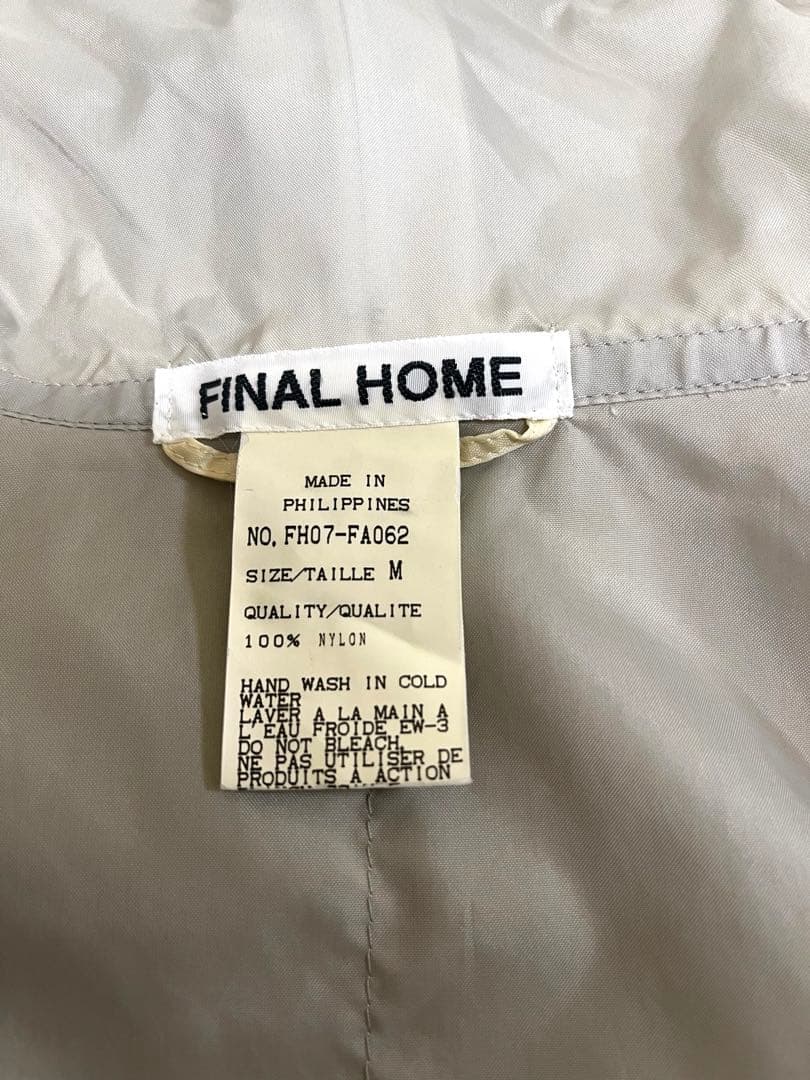 FINAL HOME
MADE IN
PHILIPPINES
NO. FH07-FA062
SIZE/TAILLE M
QUALITY/QUALITE
100% NYLON
HAND WASH IN COLD
WATER
LAVER A LA MAIN A
L'EAU FROIDE EW-3
DO NOT BLEACH.
NE PAS UTILISER DE
PRODUITS A ACTION